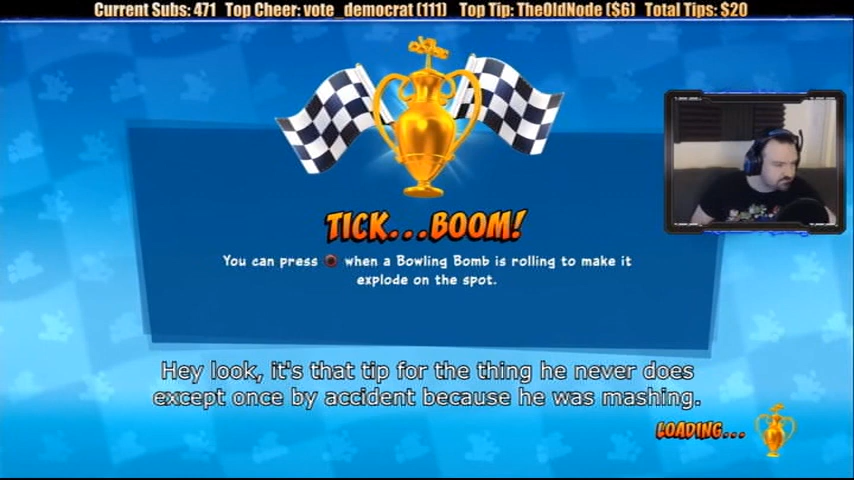 Current Subs: 471 Top Cheer: vote_democrat (111) Top Tip: TheOldNode ($6) Total Tips: $20
TICK...BOOM!
You can press when a Bowling Bomb is rolling to make it
explode on the spot.
Hey look, it's that tip for the thing he never does
except once by accident because he was mashing.
LOADING...